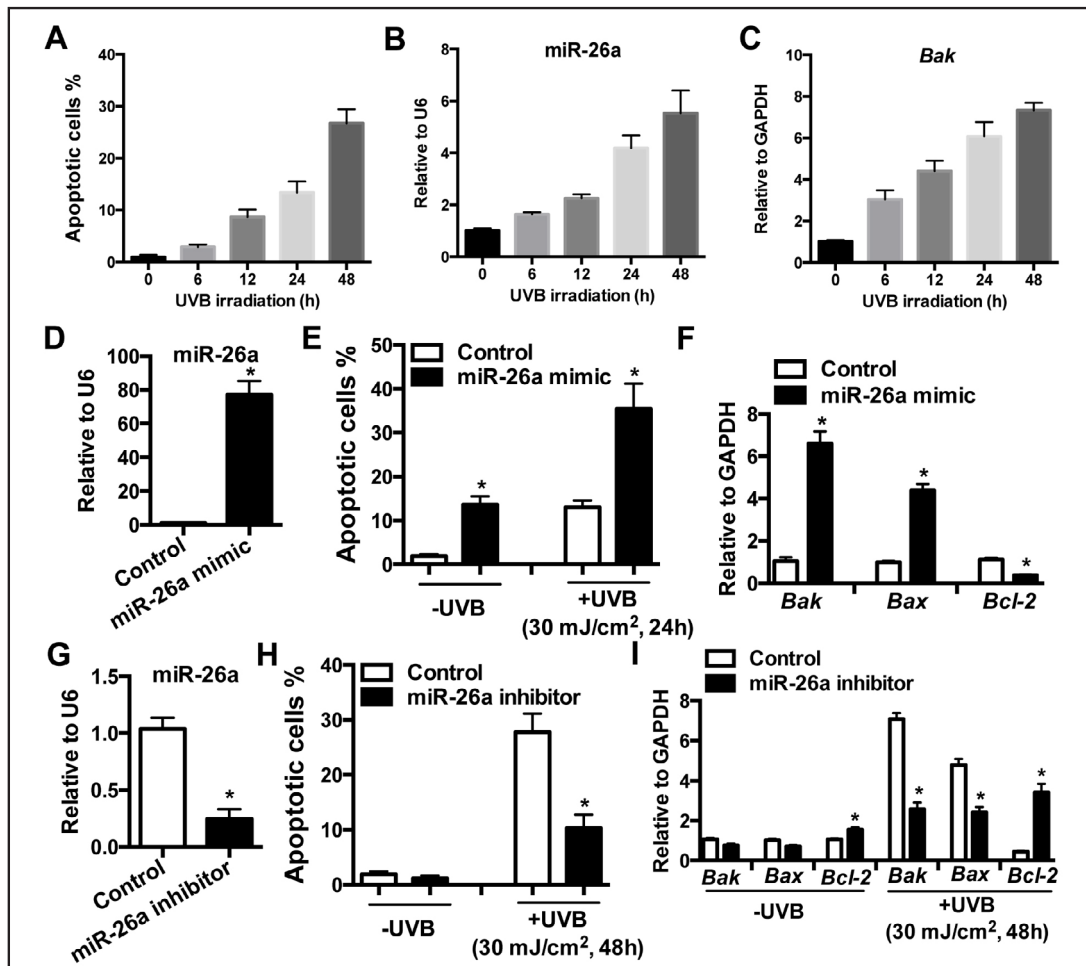 A
Apoptotic cells %
40
30
20
10
0
0 6 12 24 48
UVB irradiation (h)
B
miR-26a
Relative to U6
8
6
4
2
0
0 6 12 24 48
UVB irradiation (h)
C
Bak
Relative to GAPDH
10
8
6
4
2
0
0 6 12 24 48
UVB irradiation (h)
D
miR-26a
Relative to U6
100
80
60
40
20
0
*
Control
miR-26a mimic
E
Control
miR-26a mimic
Apoptotic cells %
50
40
30
20
10
0
* *
-UVB +UVB
(30 mJ/cm², 24h)
F
Control
miR-26a mimic
Relative to GAPDH
8
6
4
2
0
* * *
Bak Bax Bcl-2
G
miR-26a
Relative to U6
1.5
1.0
0.5
0.0
*
Control
miR-26a inhibitor
H
Control
miR-26a inhibitor
Apoptotic cells %
40
30
20
10
0
*
-UVB +UVB
(30 mJ/cm², 48h)
I
Control
miR-26a inhibitor
Relative to GAPDH
8
6
4
2
0
* * * *
Bak Bax Bcl-2 Bak Bax Bcl-2
-UVB +UVB
(30 mJ/cm², 48h)